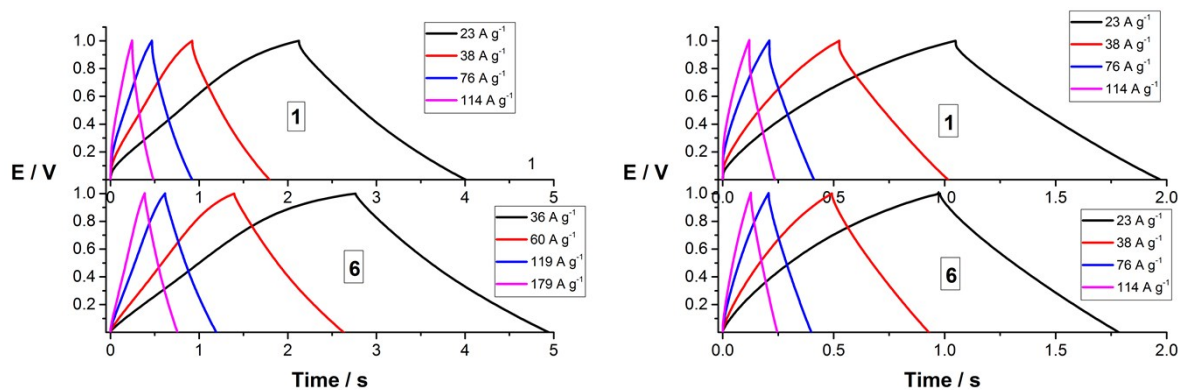 1.0
0.8
0.6
0.4
0.2
E / V
23 A g⁻¹
38 A g⁻¹
76 A g⁻¹
114 A g⁻¹
1
1
0 1 2 3 4 5
1.0
0.8
0.6
0.4
0.2
36 A g⁻¹
60 A g⁻¹
119 A g⁻¹
179 A g⁻¹
6
0 1 2 3 4 5
Time / s
1.0
0.8
0.6
0.4
0.2
E / V
23 A g⁻¹
38 A g⁻¹
76 A g⁻¹
114 A g⁻¹
1
0.0 0.5 1.0 1.5 2.0
1.0
0.8
0.6
0.4
0.2
23 A g⁻¹
38 A g⁻¹
76 A g⁻¹
114 A g⁻¹
6
0.0 0.5 1.0 1.5 2.0
Time / s